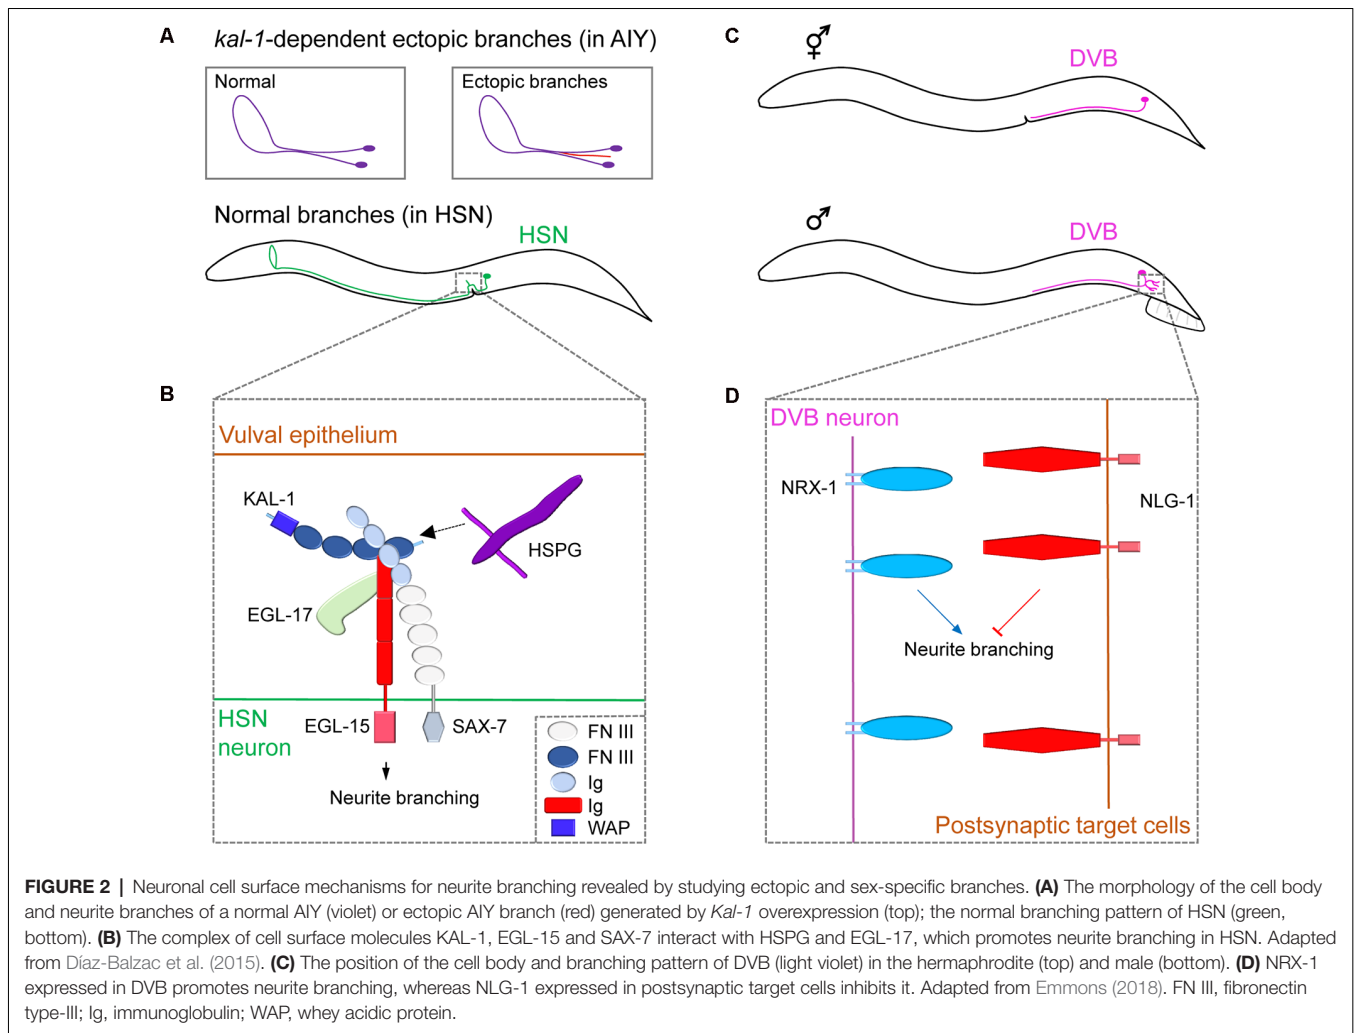 A
kal-1-dependent ectopic branches (in AIY)
Normal
Ectopic branches
Normal branches (in HSN)
HSN
B
Vulval epithelium
KAL-1
HSPG
EGL-17
HSN
neuron
EGL-15
SAX-7
Neurite branching
FN III
FN III
Ig
Ig
WAP
C
⚥
DVB
♂
DVB
D
DVB neuron
NRX-1
NLG-1
Neurite branching
Postsynaptic target cells
FIGURE 2 | Neuronal cell surface mechanisms for neurite branching revealed by studying ectopic and sex-specific branches. (A) The morphology of the cell body
and neurite branches of a normal AIY (violet) or ectopic AIY branch (red) generated by Kal-1 overexpression (top); the normal branching pattern of HSN (green,
bottom). (B) The complex of cell surface molecules KAL-1, EGL-15 and SAX-7 interact with HSPG and EGL-17, which promotes neurite branching in HSN. Adapted
from Díaz-Balzac et al. (2015). (C) The position of the cell body and branching pattern of DVB (light violet) in the hermaphrodite (top) and male (bottom). (D) NRX-1
expressed in DVB promotes neurite branching, whereas NLG-1 expressed in postsynaptic target cells inhibits it. Adapted from Emmons (2018). FN III, fibronectin
type-III; Ig, immunoglobulin; WAP, whey acidic protein.